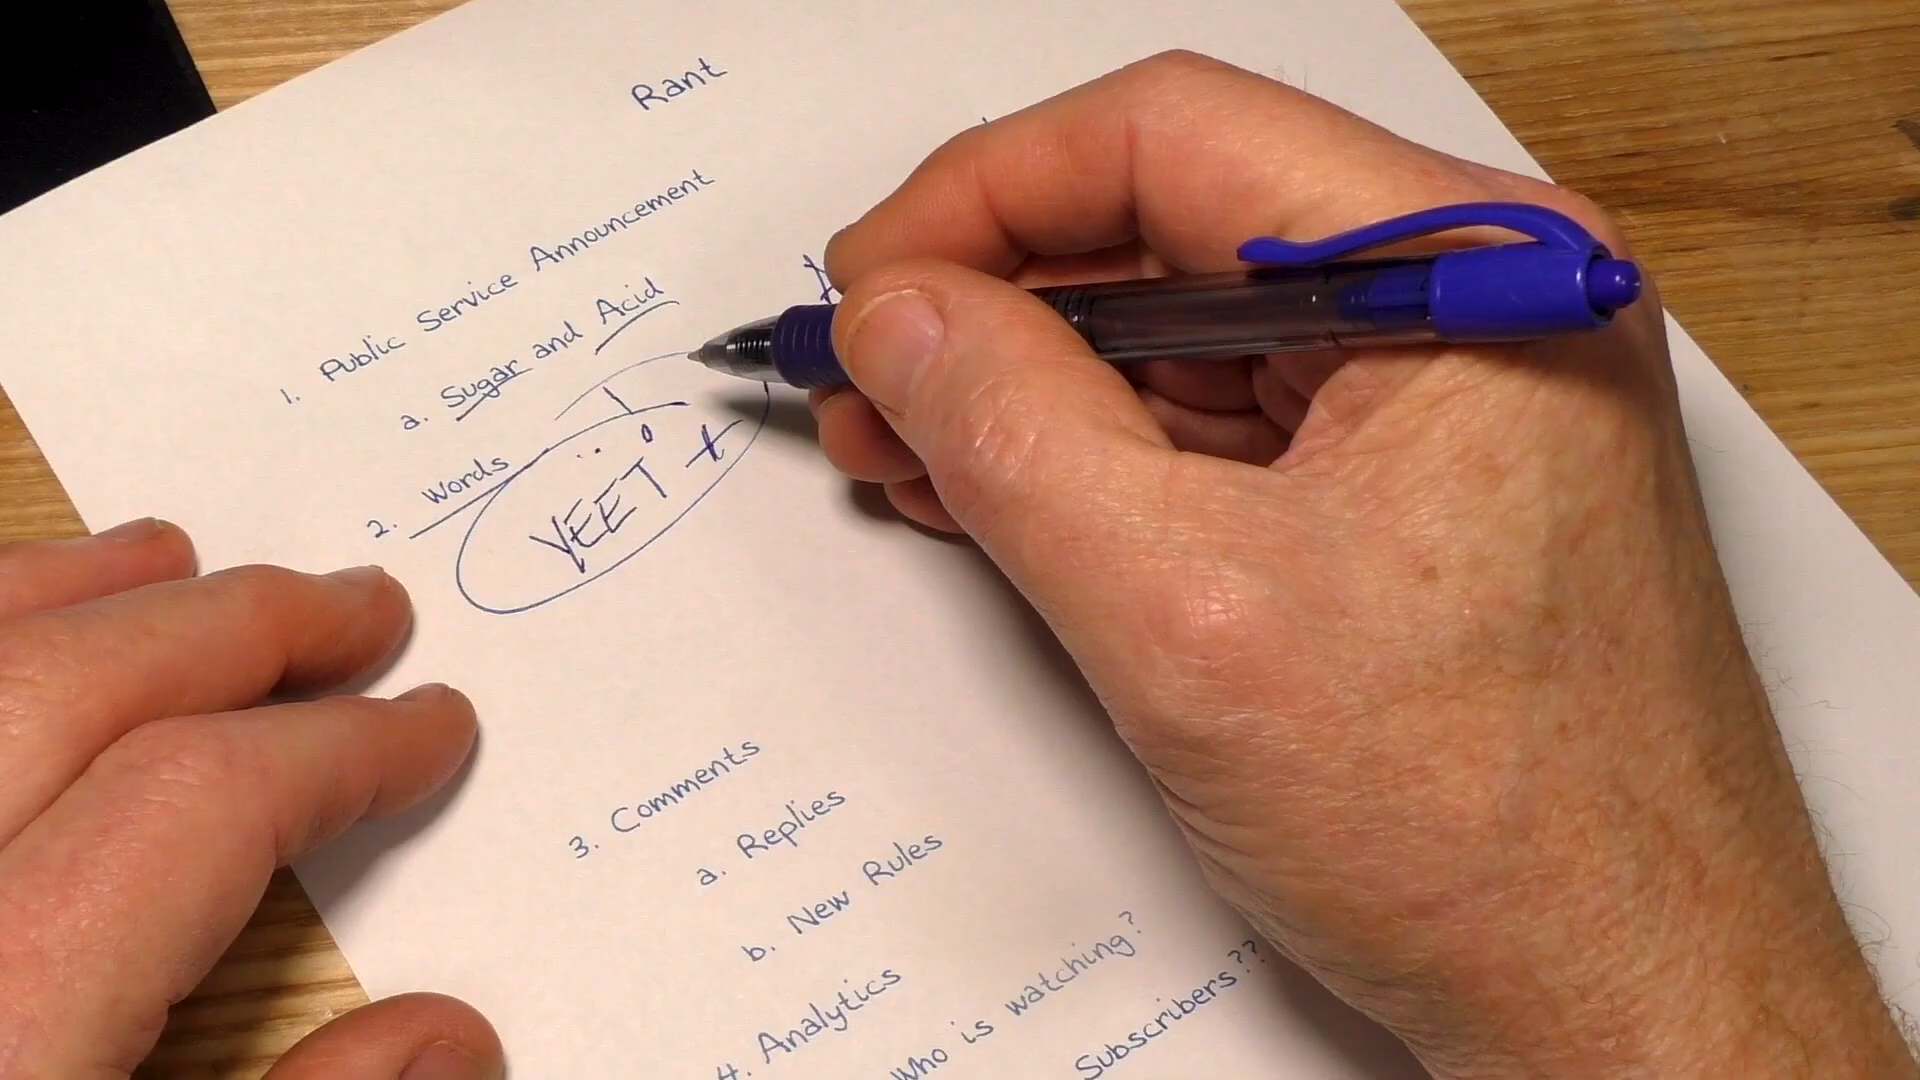 Rant
1. Public Service Announcement
a. Sugar and Acid
2. Words
YEET
3. Comments
a. Replies
b. New Rules
4. Analytics
Who is watching?
Subscribers??